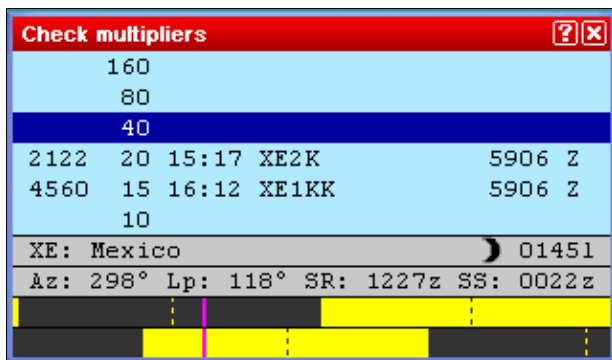 Check multipliers
160
80
40
2122 20 15:17 XE2K 5906 Z
4560 15 16:12 XE1KK 5906 Z
10
XE: Mexico 0145l
Az: 298° Lp: 118° SR: 1227z SS: 0022z